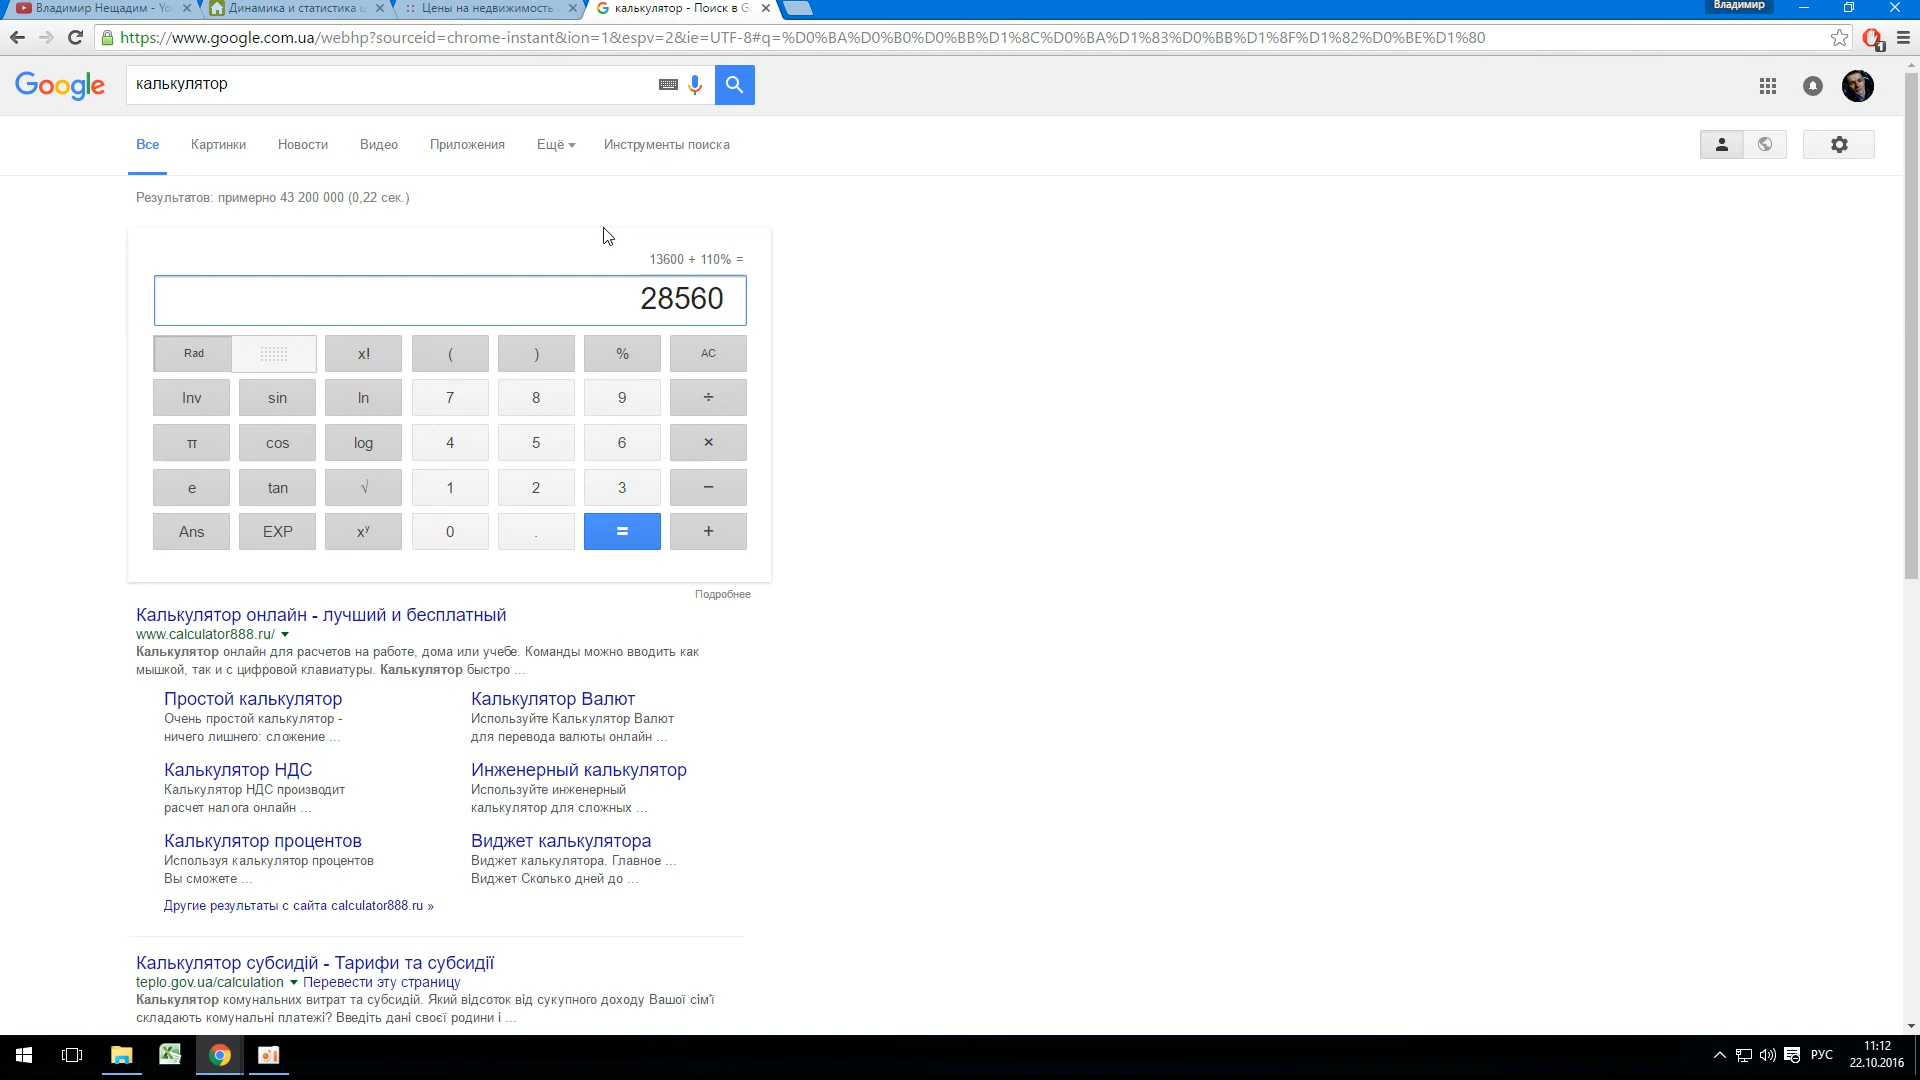 Владимир Нещадим - Yo
Динамика и статистика ц
Цены на недвижимость
калькулятор - Поиск в G
Владимир
https://www.google.com.ua/webhp?sourceid=chrome-instant&ion=1&espv=2&ie=UTF-8#q=%D0%BA%D0%B0%D0%BB%D1%8C%D0%BA%D1%83%D0%BB%D1%8F%D1%82%D0%BE%D1%80
1
Google
калькулятор
Все
Картинки
Новости
Видео
Приложения
Ещё
Инструменты поиска
Результатов: примерно 43 200 000 (0,22 сек.)
13600 + 110% =
28560
Rad x! ( ) % AC
Inv sin ln 7 8 9 ÷
π cos log 4 5 6 ×
e tan √ 1 2 3 −
Ans EXP xʸ 0 . = +
Подробнее
Калькулятор онлайн - лучший и бесплатный
www.calculator888.ru/
Калькулятор онлайн для расчетов на работе, дома или учебе. Команды можно вводить как
мышкой, так и с цифровой клавиатуры. Калькулятор быстро ...
Простой калькулятор
Очень простой калькулятор -
ничего лишнего: сложение ...
Калькулятор Валют
Используйте Калькулятор Валют
для перевода валюты онлайн ...
Калькулятор НДС
Калькулятор НДС производит
расчет налога онлайн ...
Инженерный калькулятор
Используйте инженерный
калькулятор для сложных ...
Калькулятор процентов
Используя калькулятор процентов
Вы сможете ...
Виджет калькулятора
Виджет калькулятора. Главное ...
Виджет Сколько дней до ...
Другие результаты с сайта calculator888.ru »
Калькулятор субсидій - Тарифи та субсидії
teplo.gov.ua/calculation
Перевести эту страницу
Калькулятор комунальних витрат та субсидій. Який відсоток від сукупного доходу Вашої сім'ї
складають комунальні платежі? Введіть дані своєї родини і ...
РУС
11:12
22.10.2016